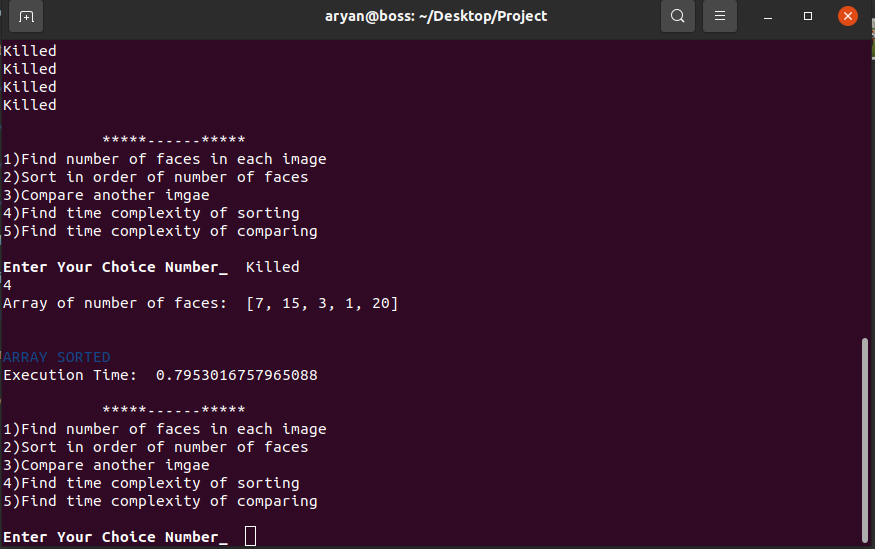 aryan@boss: ~/Desktop/Project
Killed
Killed
Killed
Killed
*****------*****
1)Find number of faces in each image
2)Sort in order of number of faces
3)Compare another imgae
4)Find time complexity of sorting
5)Find time complexity of comparing
Enter Your Choice Number_  Killed
4
Array of number of faces:  [7, 15, 3, 1, 20]
ARRAY SORTED
Execution Time:  0.7953016757965088
*****------*****
1)Find number of faces in each image
2)Sort in order of number of faces
3)Compare another imgae
4)Find time complexity of sorting
5)Find time complexity of comparing
Enter Your Choice Number_